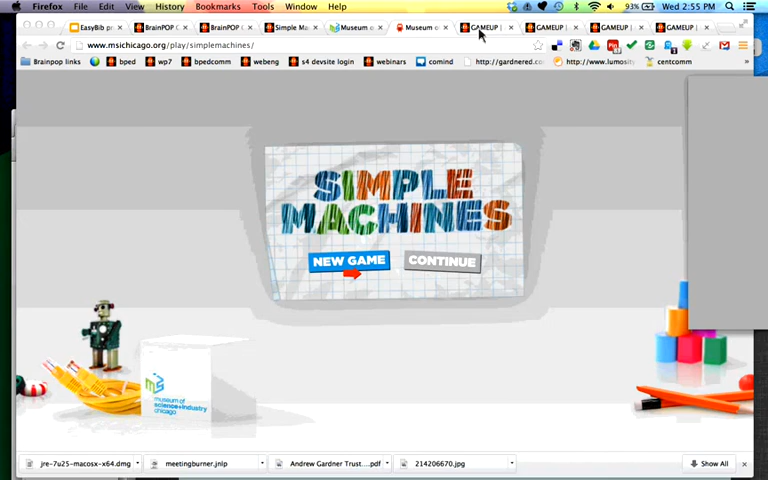 Firefox File Edit View History Bookmarks Tools Window Help 93% Wed 2:55 PM
EasyBib pr BrainPOP C BrainPOP C Simple Ma Museum o Museum o GAMEUP | GAMEUP | GAMEUP | GAMEUP |
www.msichicago.org/play/simplemachines/
Brainpop links bped wp7 bpedcomm webeng s4 devsite login webinars comind http://gardnered.co... http://www.lumosity... centcomm »
SIMPLE
MACHINES
NEW GAME CONTINUE
museum of
science+industry
chicago
jre-7u25-macosx-x64.dmg meetingburner.jnlp Andrew Gardner Trust....pdf 214206670.jpg Show All